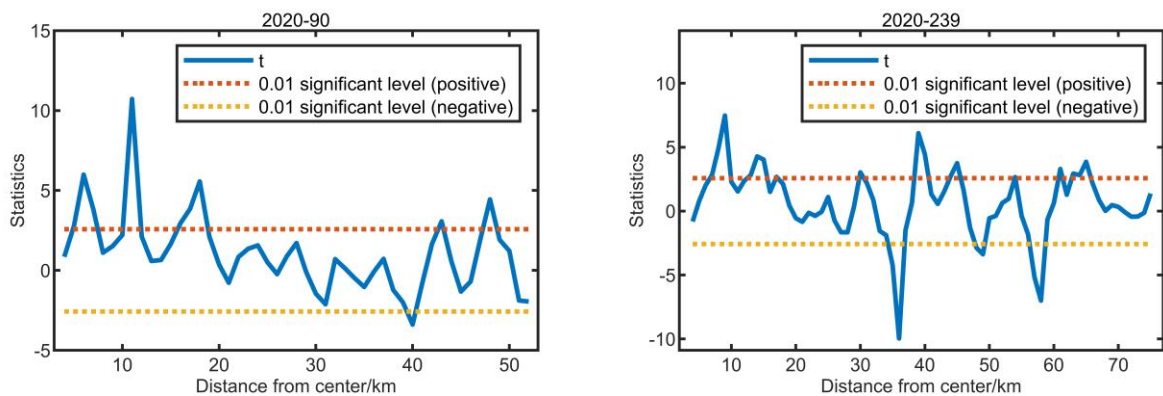 2020-90
15
10
5
0
-5
Statistics
t
0.01 significant level (positive)
0.01 significant level (negative)
10 20 30 40 50
Distance from center/km
2020-239
10
5
0
-5
-10
Statistics
t
0.01 significant level (positive)
0.01 significant level (negative)
10 20 30 40 50 60 70
Distance from center/km